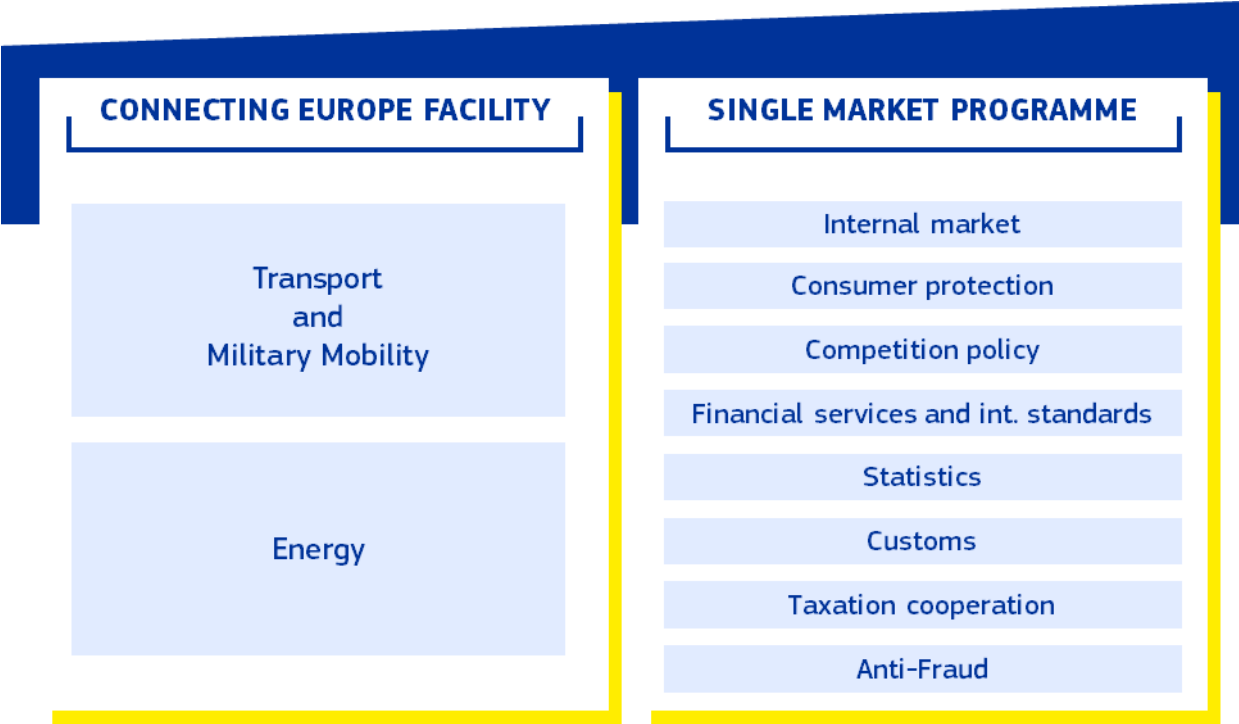 CONNECTING EUROPE FACILITY
Transport
and
Military Mobility
Energy
SINGLE MARKET PROGRAMME
Internal market
Consumer protection
Competition policy
Financial services and int. standards
Statistics
Customs
Taxation cooperation
Anti-Fraud